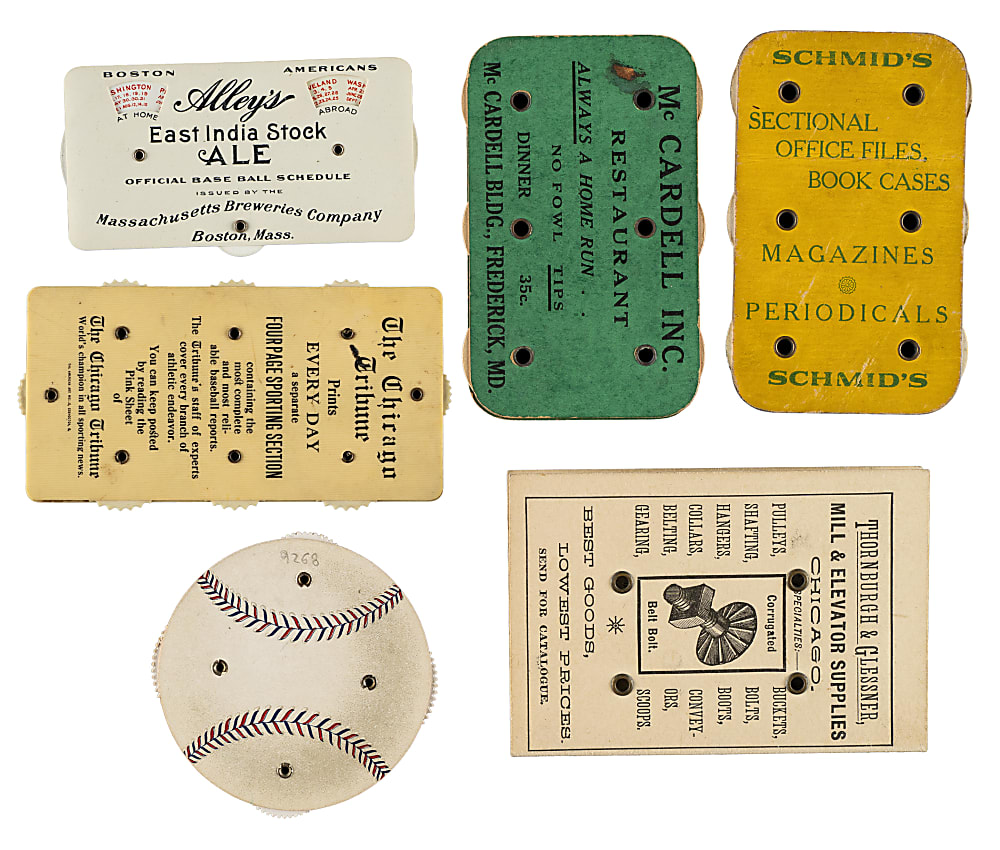 BOSTON AMERICANS
SHINGTON
AT HOME
Alley's
VELAND WASH
ABROAD
East India Stock
ALE
OFFICIAL BASE BALL SCHEDULE
ISSUED BY THE
Massachusetts Breweries Company
Boston, Mass.
Mc CARDELL INC.
RESTAURANT
ALWAYS A HOME RUN . .
NO FOWL TIPS
DINNER 35c.
Mc CARDELL BLDG., FREDERICK, MD.
SCHMID'S
SECTIONAL
OFFICE FILES,
BOOK CASES
MAGAZINES
PERIODICALS
SCHMID'S
The Chicago
Tribune
Prints
EVERY DAY
a separate
FOUR PAGE SPORTING SECTION
containing the
most complete
and most reli-
able baseball reports.
The Tribune's staff of experts
cover every branch of
athletic endeavor.
You can keep posted
by reading the
Pink Sheet
of
The Chicago Tribune
World's champion in all sporting news.
THORNBURGH & GLESSNER,
MILL & ELEVATOR SUPPLIES
CHICAGO.
SPECIALTIES:—
PULLEYS,
SHAFTING,
HANGERS,
COLLARS,
BELTING,
GEARING,
Corrugated
Belt Bolt.
BUCKETS,
BOLTS,
BOOTS,
CONVEY-
ORS,
SCOOPS.
BEST GOODS,
LOWEST PRICES.
SEND FOR CATALOGUE.
9268